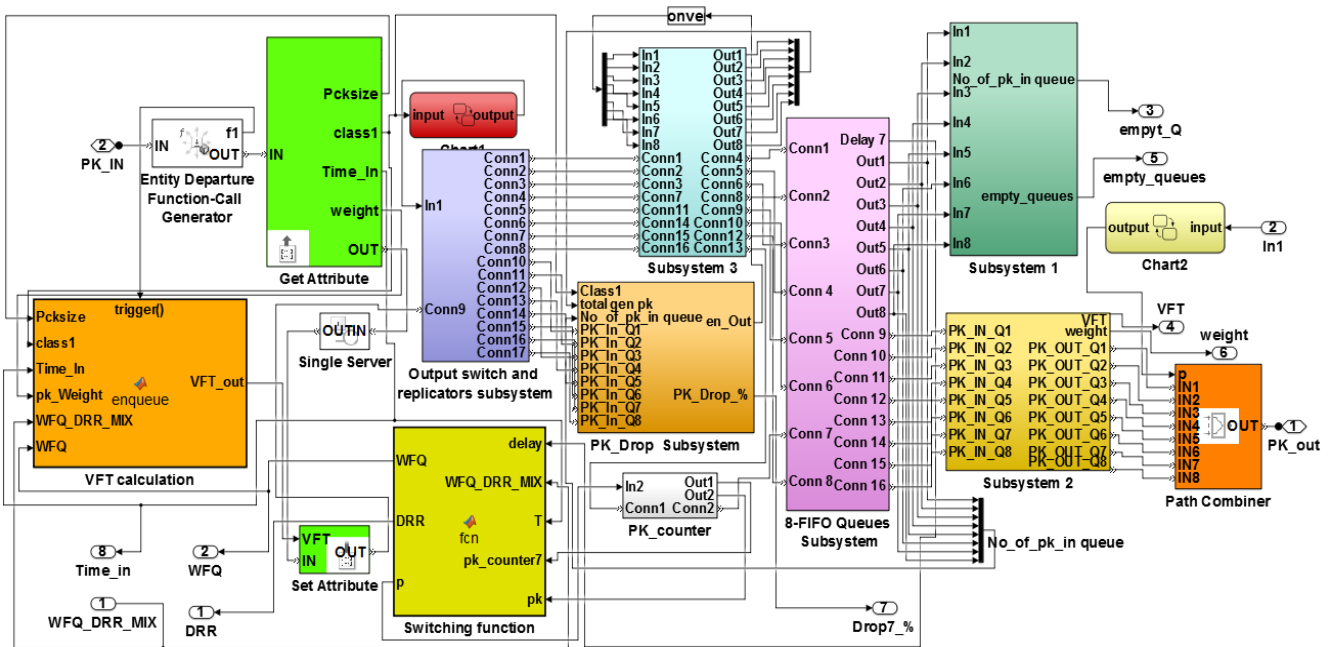 onve
2
PK_IN
IN
f
f1
OUT
Entity Departure
Function-Call
Generator
IN
Pcksize
class1
Time_In
weight
OUT
Get Attribute
input
output
Chart1
In1
Conn9
Conn1
Conn2
Conn3
Conn4
Conn5
Conn6
Conn7
Conn8
Conn10
Conn11
Conn12
Conn13
Conn14
Conn15
Conn16
Conn17
Output switch and
replicators subsystem
In1
In2
In3
In4
In5
In6
In7
In8
Conn1
Conn2
Conn3
Conn7
Conn11
Conn14
Conn15
Conn16
Out1
Out2
Out3
Out4
Out5
Out6
Out7
Out8
Conn4
Conn5
Conn6
Conn8
Conn9
Conn10
Conn12
Conn13
Subsystem 3
Class1
total gen pk
No_of_pk_in queue
PK_In_Q1
PK_In_Q2
PK_In_Q3
PK_In_Q4
PK_In_Q5
PK_In_Q6
PK_In_Q7
PK_In_Q8
en_Out
PK_Drop_%
PK_Drop Subsystem
Conn1
Conn2
Conn3
Conn 4
Conn 5
Conn 6
Conn 7
Conn 8
Delay 7
Out1
Out2
Out3
Out4
Out5
Out6
Out7
Out8
Conn 9
Conn 10
Conn 11
Conn 12
Conn 13
Conn 14
Conn 15
Conn 16
8-FIFO Queues
Subsystem
In1
In2
In3
In4
In5
In6
In7
In8
No_of_pk_in queue
empty_queues
Subsystem 1
3
empyt_Q
5
empty_queues
output
input
Chart2
2
In1
PK_IN_Q1
PK_IN_Q2
PK_IN_Q3
PK_IN_Q4
PK_IN_Q5
PK_IN_Q6
PK_IN_Q7
PK_IN_Q8
VFT
weight
PK_OUT_Q1
PK_OUT_Q2
PK_OUT_Q3
PK_OUT_Q4
PK_OUT_Q5
PK_OUT_Q6
PK_OUT_Q7
PK_OUT_Q8
Subsystem 2
VFT
4
weight
6
p
IN1
IN2
IN3
IN4
IN5
IN6
IN7
IN8
OUT
Path Combiner
1
PK_out
trigger()
Pcksize
class1
Time_In
pk_Weight
WFQ_DRR_MIX
WFQ
enqueue
VFT_out
VFT calculation
OUT
IN
Single Server
VFT
IN
OUT
Set Attribute
WFQ
DRR
p
fcn
delay
WFQ_DRR_MIX
T
pk_counter7
pk
Switching function
In2
Conn1
Out1
Out2
Conn2
PK_counter
No_of_pk_in queue
8
Time_in
2
WFQ
1
WFQ_DRR_MIX
1
DRR
7
Drop7_%